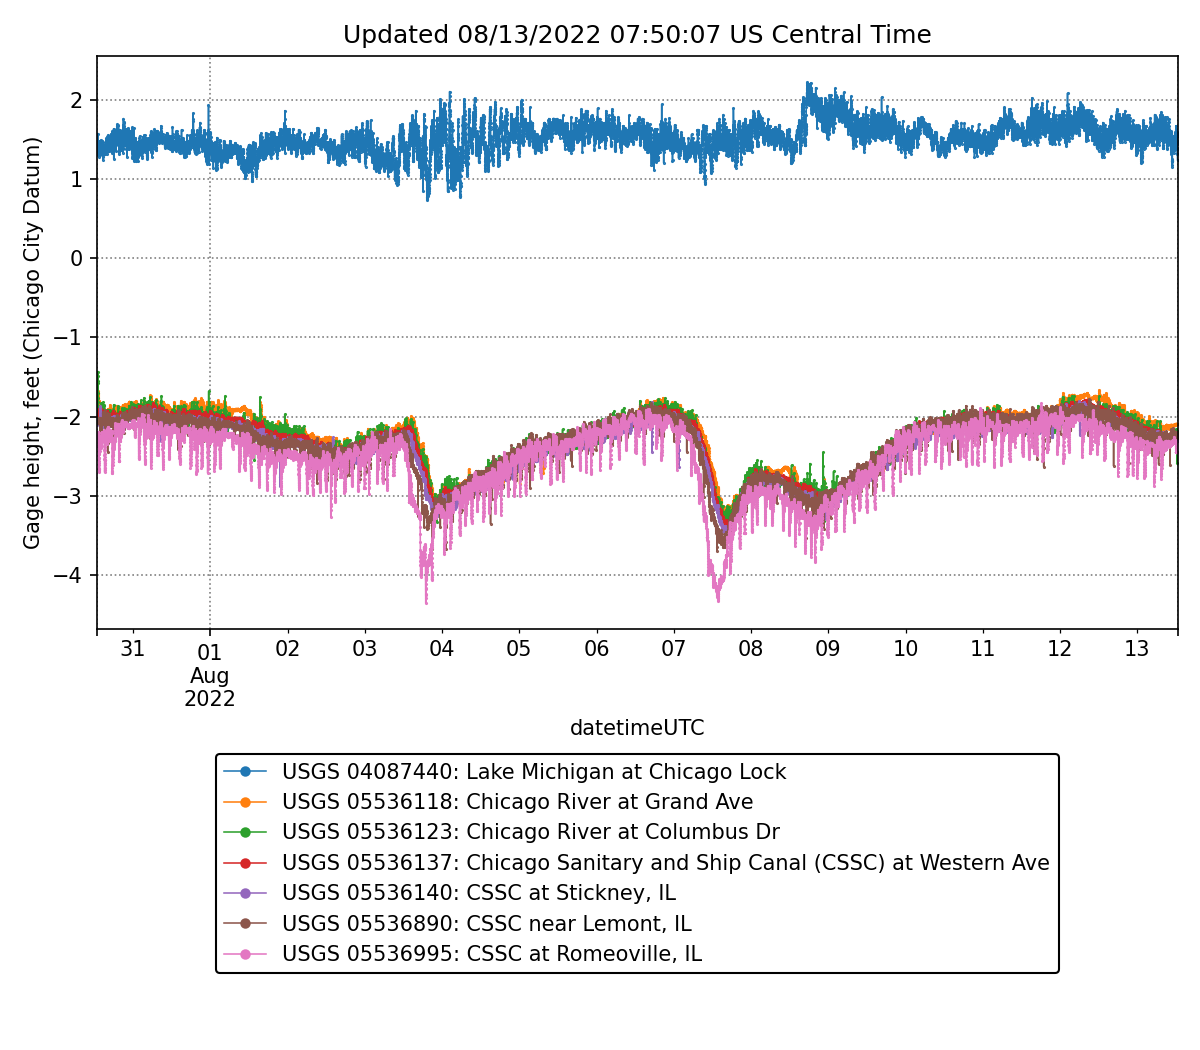 Updated 08/13/2022 07:50:07 US Central Time
Gage height, feet (Chicago City Datum)
2
1
0
−1
−2
−3
−4
31
01
Aug
2022
02
03
04
05
06
07
08
09
10
11
12
13
datetimeUTC
USGS 04087440: Lake Michigan at Chicago Lock
USGS 05536118: Chicago River at Grand Ave
USGS 05536123: Chicago River at Columbus Dr
USGS 05536137: Chicago Sanitary and Ship Canal (CSSC) at Western Ave
USGS 05536140: CSSC at Stickney, IL
USGS 05536890: CSSC near Lemont, IL
USGS 05536995: CSSC at Romeoville, IL